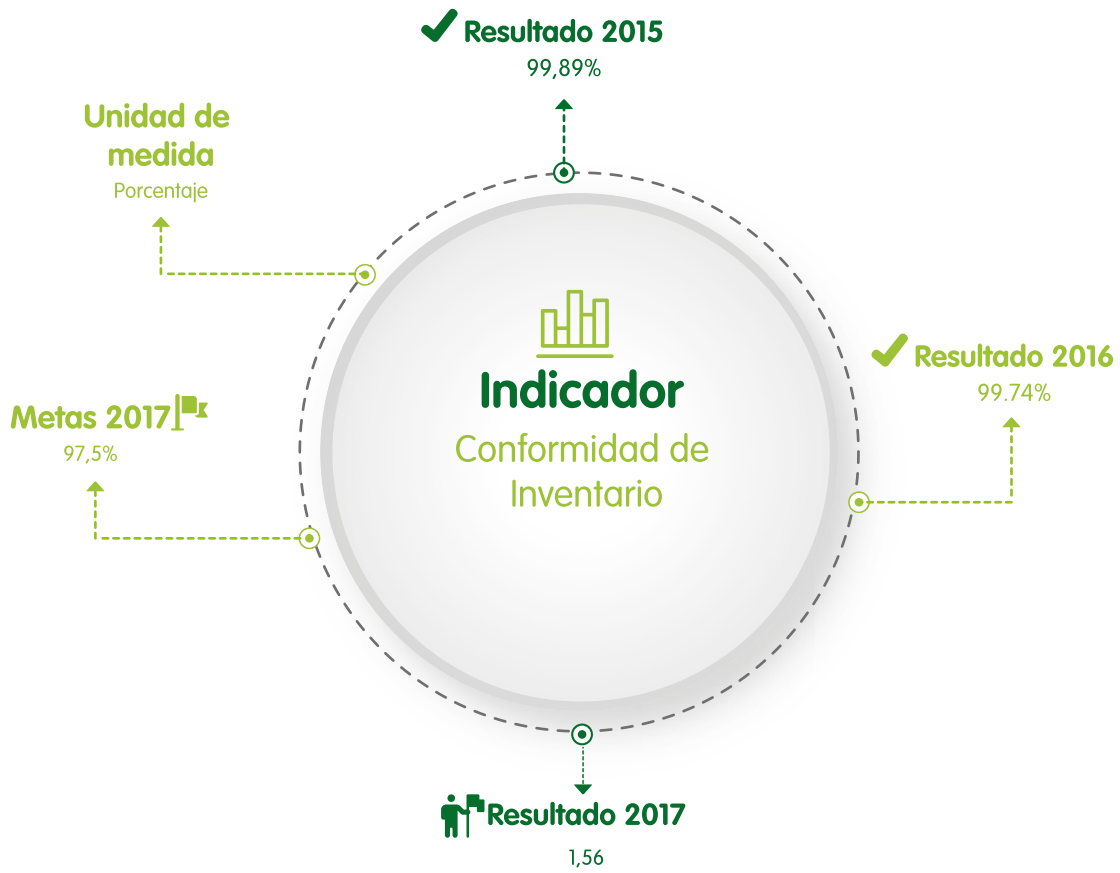 Resultado 2015
99,89%
Unidad de
medida
Porcentaje
Resultado 2016
99.74%
Indicador
Conformidad de
Inventario
Metas 2017
97,5%
Resultado 2017
1,56